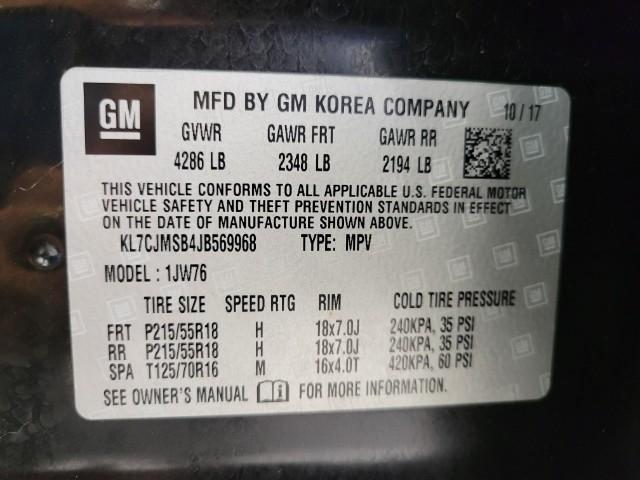 GM
MFD BY GM KOREA COMPANY 10/17
GVWR GAWR FRT GAWR RR
4286 LB 2348 LB 2194 LB
THIS VEHICLE CONFORMS TO ALL APPLICABLE U.S. FEDERAL MOTOR
VEHICLE SAFETY AND THEFT PREVENTION STANDARDS IN EFFECT
ON THE DATE OF MANUFACTURE SHOWN ABOVE.
KL7CJMSB4JB569968 TYPE: MPV
MODEL : 1JW76
TIRE SIZE SPEED RTG RIM COLD TIRE PRESSURE
FRT P215/55R18 H 18x7.0J 240KPA, 35 PSI
RR P215/55R18 H 18x7.0J 240KPA, 35 PSI
SPA T125/70R16 M 16x4.0T 420KPA, 60 PSI
SEE OWNER'S MANUAL FOR MORE INFORMATION.